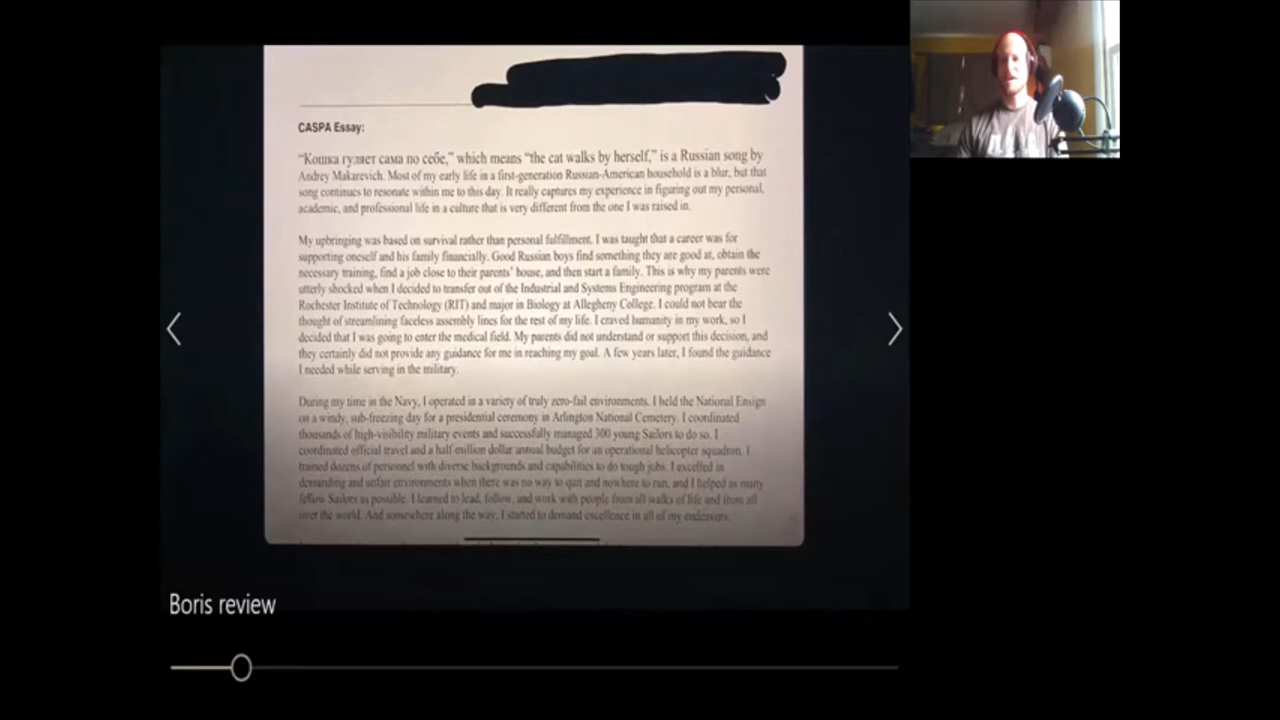 CASPA Essay:
“Кошка гуляет сама по себе,” which means “the cat walks by herself,” is a Russian song by
Andrey Makarevich. Most of my early life in a first-generation Russian-American household is a blur, but that
song continues to resonate within me to this day. It really captures my experience in figuring out my personal,
academic, and professional life in a culture that is very different from the one I was raised in.
My upbringing was based on survival rather than personal fulfillment. I was taught that a career was for
supporting oneself and his family financially. Good Russian boys find something they are good at, obtain the
necessary training, find a job close to their parents’ house, and then start a family. This is why my parents were
utterly shocked when I decided to transfer out of the Industrial and Systems Engineering program at the
Rochester Institute of Technology (RIT) and major in Biology at Allegheny College. I could not bear the
thought of streamlining faceless assembly lines for the rest of my life. I craved humanity in my work, so I
decided that I was going to enter the medical field. My parents did not understand or support this decision, and
they certainly did not provide any guidance for me in reaching my goal. A few years later, I found the guidance
I needed while serving in the military.
During my time in the Navy, I operated in a variety of truly zero-fail environments. I held the National Ensign
on a windy, sub-freezing day for a presidential ceremony in Arlington National Cemetery. I coordinated
thousands of high-visibility military events and successfully managed 300 young Sailors to do so. I
coordinated official travel and a half-million dollar annual budget for an operational helicopter squadron. I
trained dozens of personnel with diverse backgrounds and capabilities to do tough jobs. I excelled in
demanding and unfair environments when there was no way to quit and nowhere to run, and I helped as many
fellow Sailors as possible. I learned to lead, follow, and work with people from all walks of life and from all
over the world. And somewhere along the way, I started to demand excellence in all of my endeavors.
Boris review